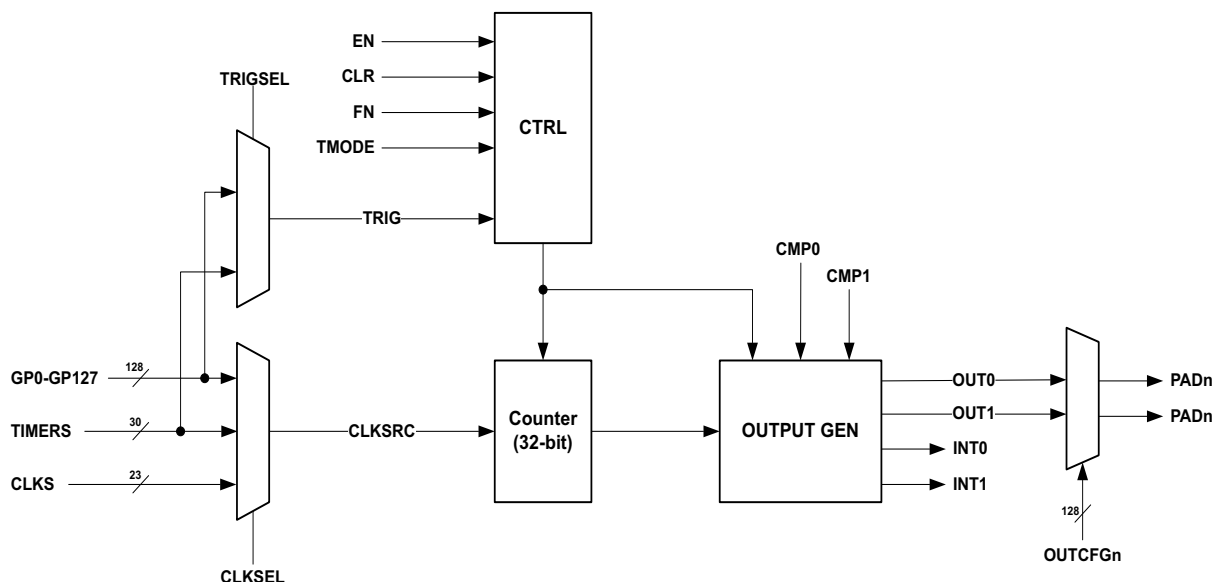 EN
CLR
FN
TMODE
CTRL
TRIGSEL
TRIG
CMP0
CMP1
GP0-GP127
128
TIMERS
30
CLKS
23
CLKSRC
Counter
(32-bit)
OUTPUT GEN
OUT0
OUT1
INT0
INT1
PADn
PADn
128
OUTCFGn
CLKSEL